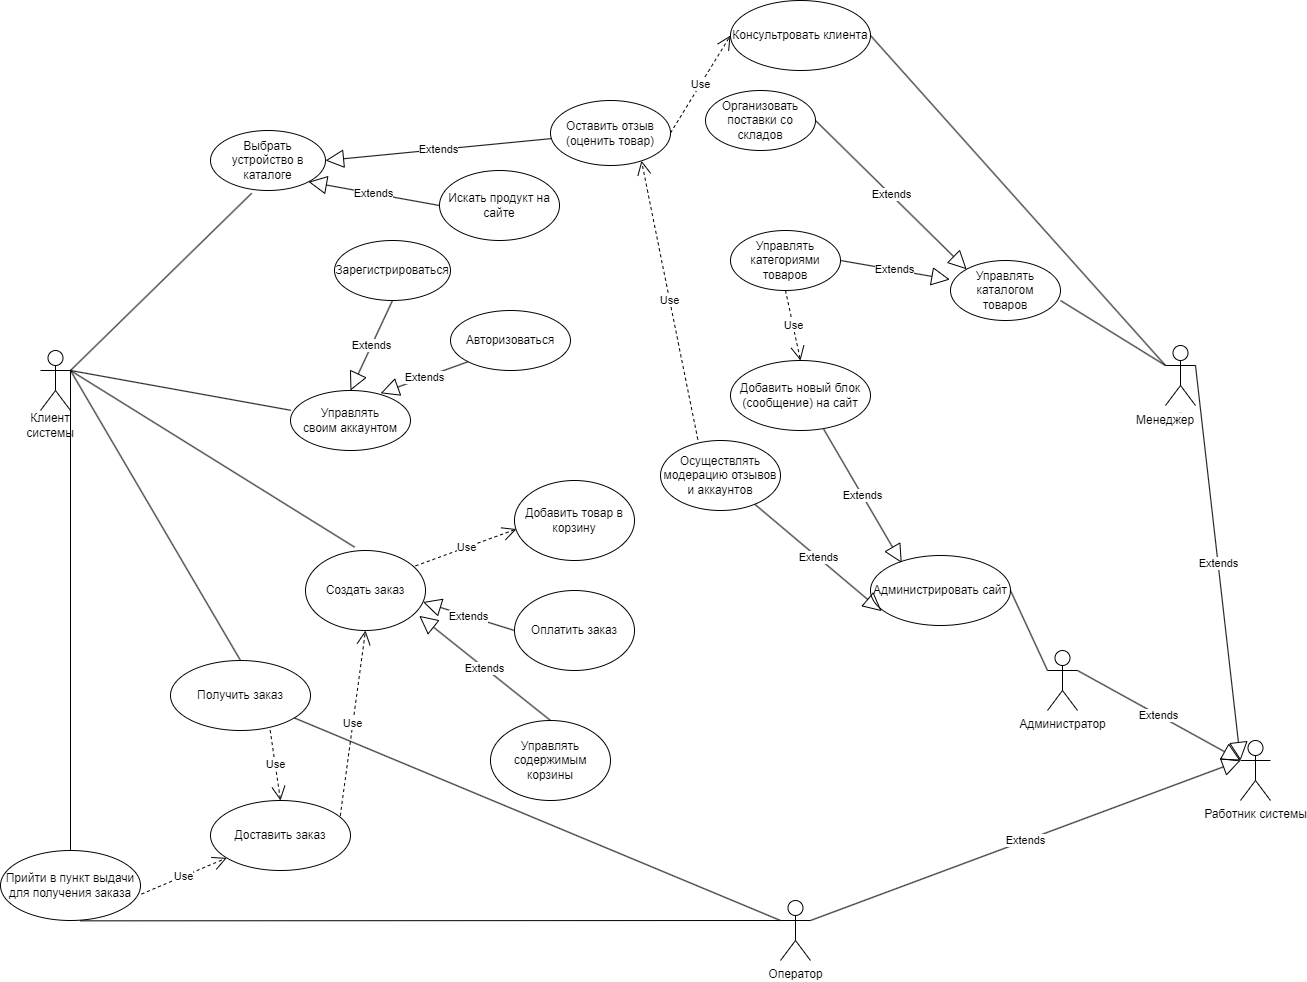 Консультровать клиента
Use
Организовать
поставки со
складов
Оставить отзыв
(оценить товар)
Выбрать
устройство в
каталоге
Extends
Extends
Искать продукт на
сайте
Extends
Управлять
категориями
товаров
Extends
Управлять
каталогом
товаров
Зарегистрироваться
Use
Use
Extends
Авторизоваться
Extends
Добавить новый блок
(сообщение) на сайт
Клиент
системы
Управлять
своим аккаунтом
Менеджер
Осуществлять
модерацию отзывов
и аккаунтов
Extends
Добавить товар в
корзину
Use
Extends
Extends
Создать заказ
Администрировать сайт
Extends
Оплатить заказ
Extends
Получить заказ
Use
Extends
Администратор
Управлять
содержимым
корзины
Use
Работник системы
Доставить заказ
Extends
Прийти в пункт выдачи
для получения заказа
Use
Оператор